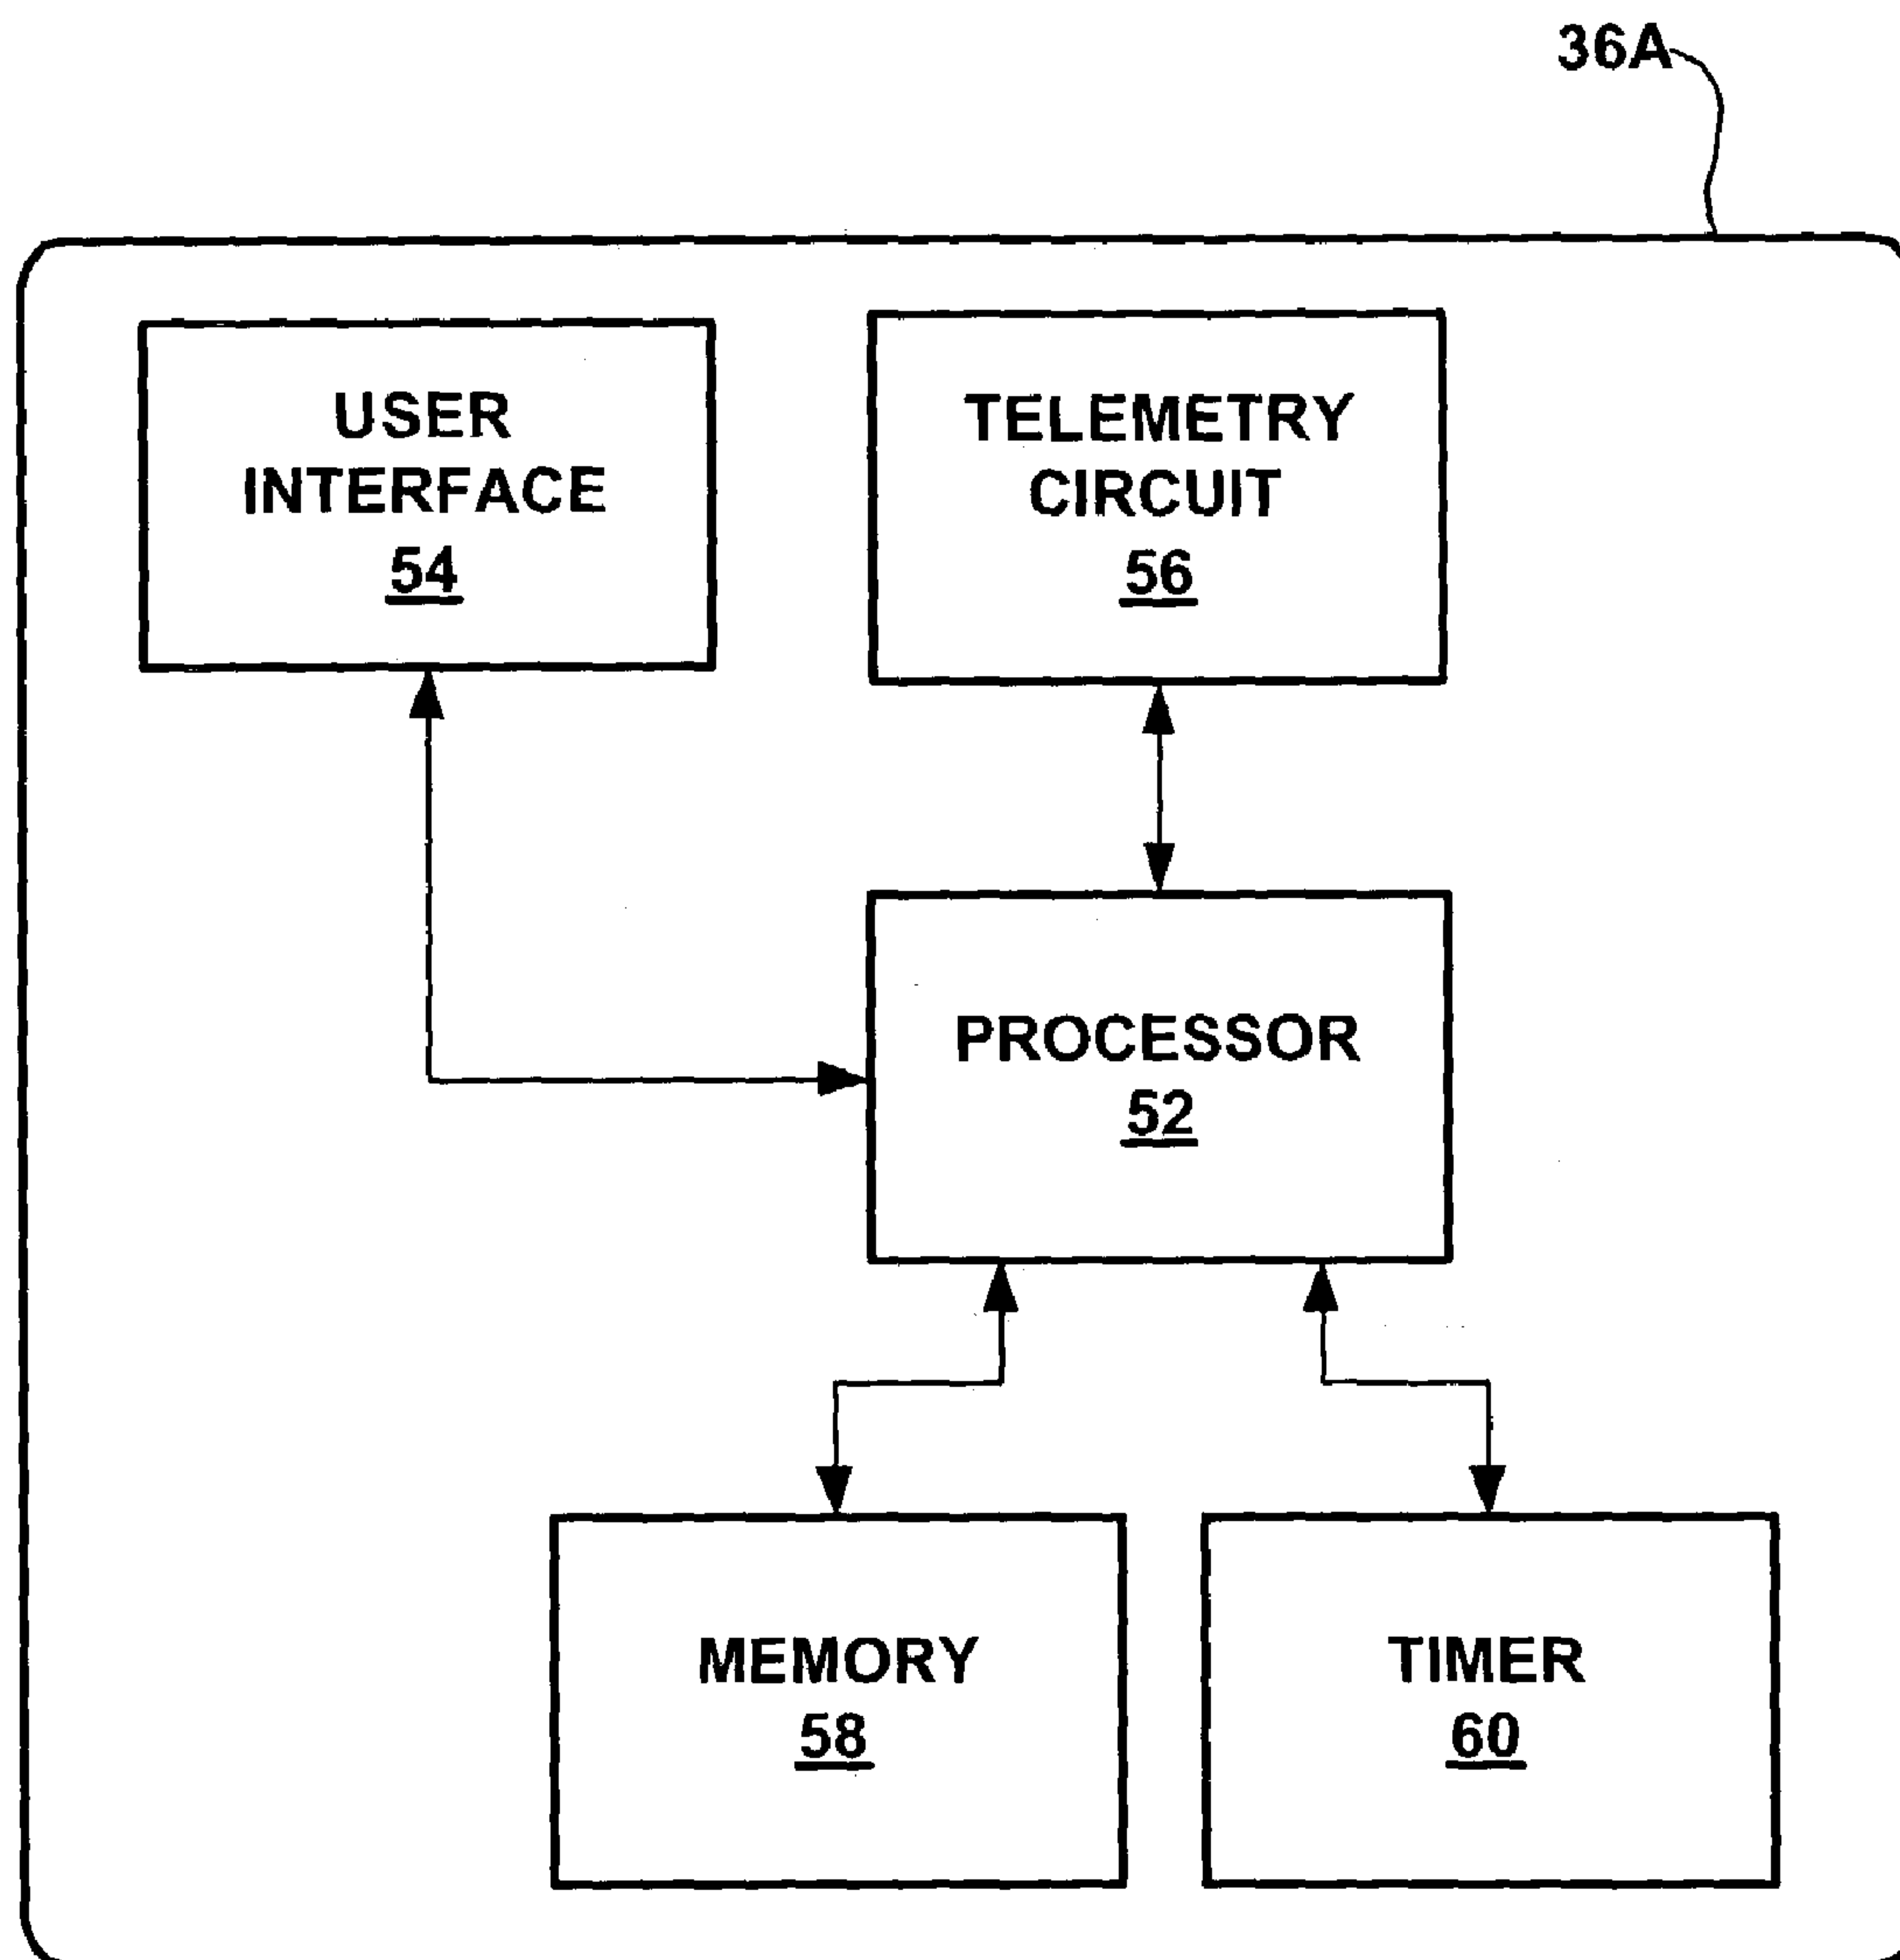 36A
USER
INTERFACE
54
TELEMETRY
CIRCUIT
56
PROCESSOR
52
MEMORY
58
TIMER
60